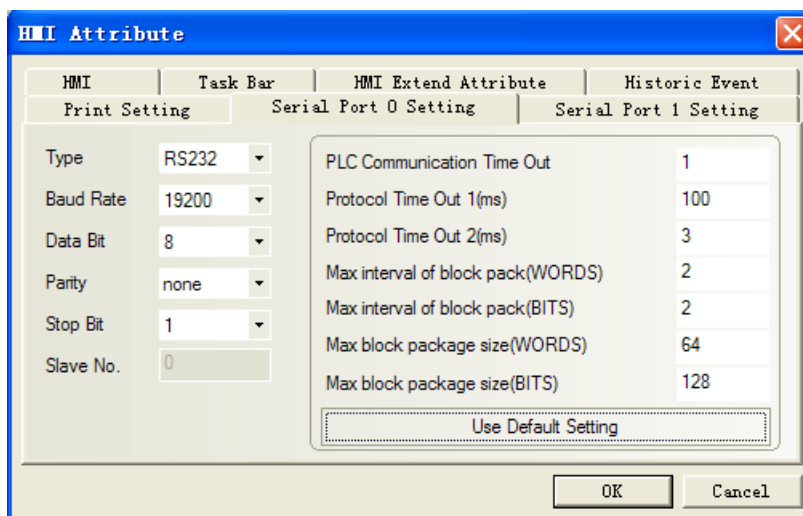 HMI Attribute
HMI Task Bar HMI Extend Attribute Historic Event
Print Setting Serial Port 0 Setting Serial Port 1 Setting
Type RS232
Baud Rate 19200
Data Bit 8
Parity none
Stop Bit 1
Slave No. 0
PLC Communication Time Out 1
Protocol Time Out 1(ms) 100
Protocol Time Out 2(ms) 3
Max interval of block pack(WORDS) 2
Max interval of block pack(BITS) 2
Max block package size(WORDS) 64
Max block package size(BITS) 128
Use Default Setting
OK Cancel